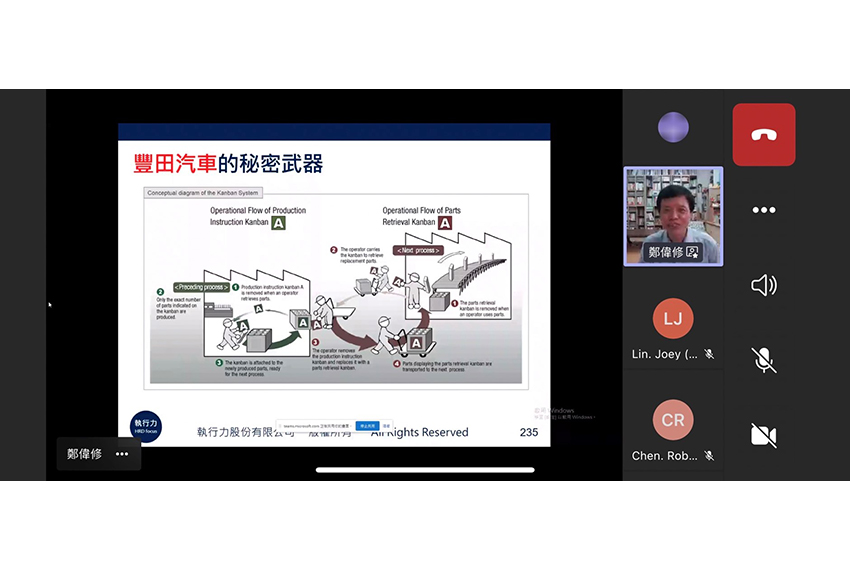 豐田汽車的秘密武器
Conceptual diagram of the Kanban System
Operational Flow of Production
Instruction Kanban A
Operational Flow of Parts
Retrieval Kanban A
<Preceding process>
1 Production instruction kanban A
is removed when an operator
retrieves parts.
2
Only the exact number
of parts indicated on
the kanban are
produced.
3 The kanban is attached to the
newly produced parts, ready
for the next process.
2 The operator carries
the kanban to retrieve
replacement parts.
<Next process>
1 The parts retrieval
kanban is removed when
an operator uses parts.
3
The operator removes
the production instruction
kanban and replaces it with a
parts retrieval kanban.
4 Parts displaying the parts retrieval kanban are
transported to the next process.
A
A
A
A
A
A
A
執行力
HRD focus
執行力股份有限公司 版權所有 All Rights Reserved
235
Windows
鄭偉修 •••
鄭偉修
LJ
Lin. Joey (...
CR
Chen. Rob...